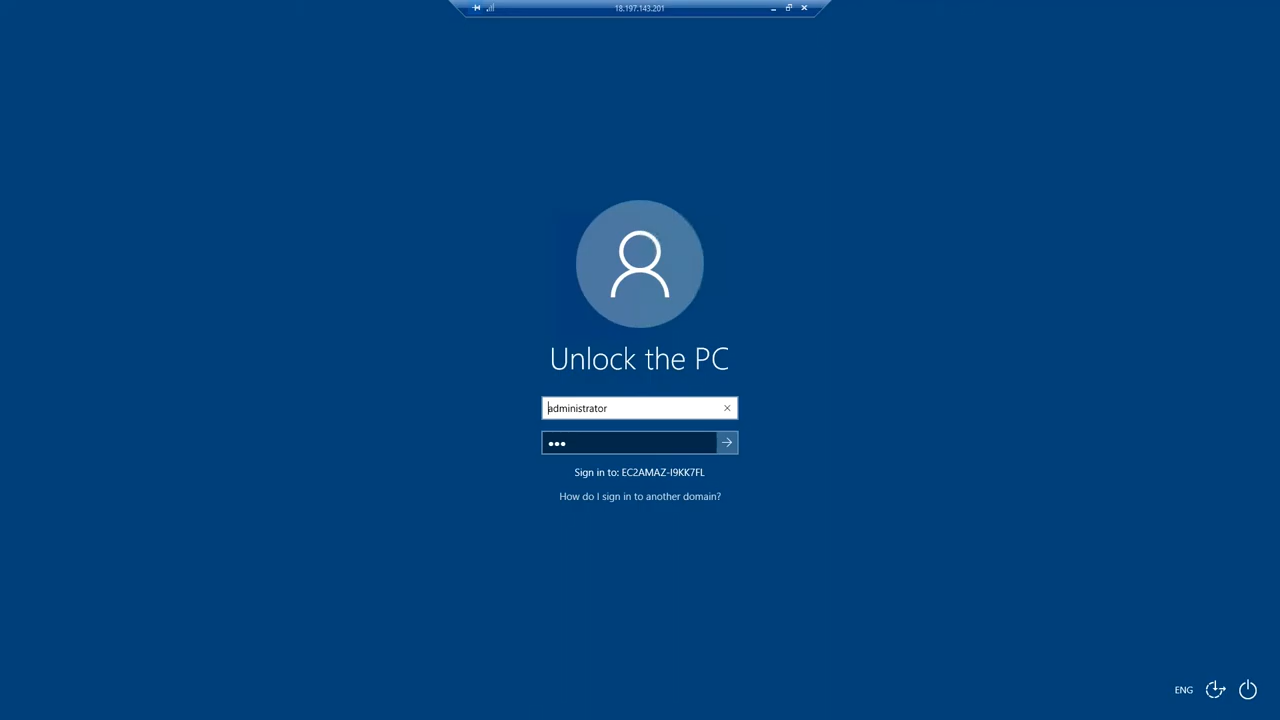 18.197.143.201
Unlock the PC
administrator
Sign in to: EC2AMAZ-I9KK7FL
How do I sign in to another domain?
ENG